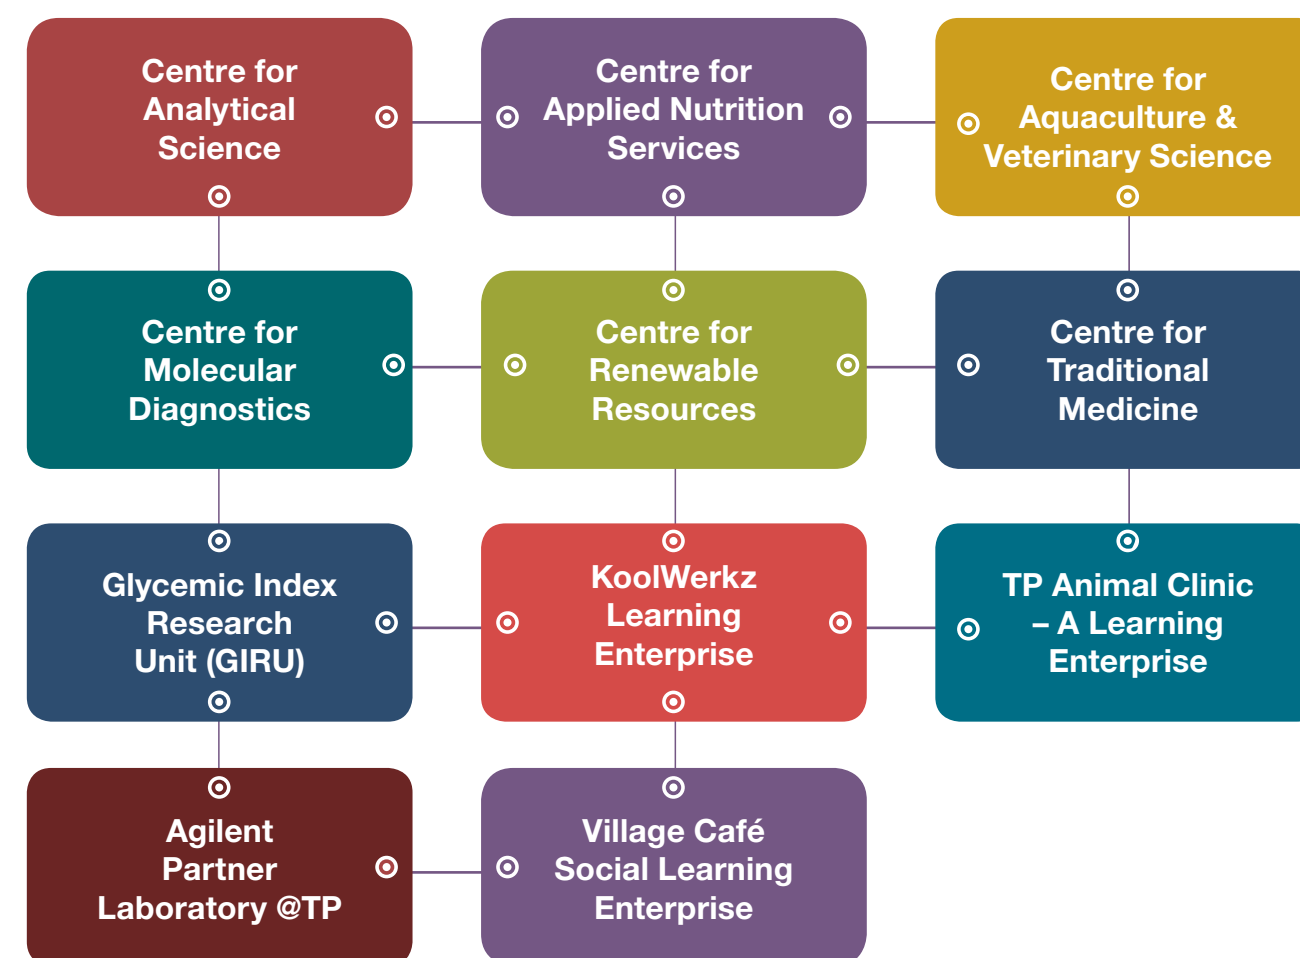 Centre for
Analytical
Science
Centre for
Applied Nutrition
Services
Centre for
Aquaculture &
Veterinary Science
Centre for
Molecular
Diagnostics
Centre for
Renewable
Resources
Centre for
Traditional
Medicine
Glycemic Index
Research
Unit (GIRU)
KoolWerkz
Learning
Enterprise
TP Animal Clinic
– A Learning
Enterprise
Agilent
Partner
Laboratory @TP
Village Café
Social Learning
Enterprise